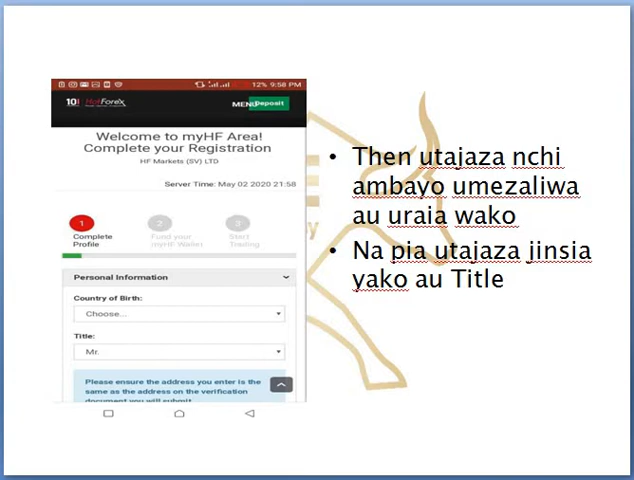 12% 9:58 PM
10 HotForex MENU Deposit
Welcome to myHF Area!
Complete your Registration
HF Markets (SV) LTD
Server Time: May 02 2020 21:58
1 2 3
Complete Profile
Fund your myHF Wallet
Start Trading
Personal Information
Country of Birth:
Choose...
Title:
Mr.
Please ensure the address you enter is the
same as the address on the verification
document you will submit
• Then utajaza nchi
ambayo umezaliwa
au uraia wako
• Na pia utajaza jinsia
yako au Title